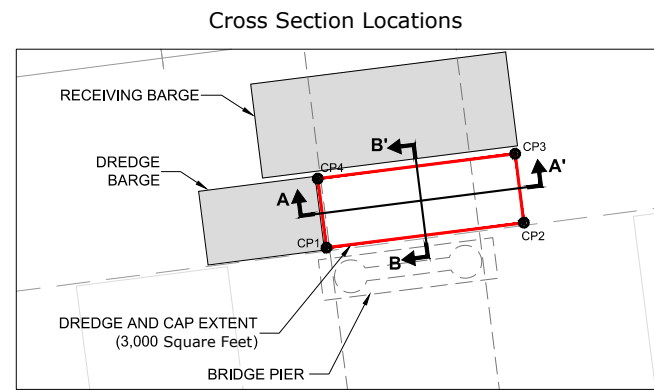 Cross Section Locations
RECEIVING BARGE
DREDGE
BARGE
B'
CP3
A'
CP4
A
CP1
CP2
B
DREDGE AND CAP EXTENT
(3,000 Square Feet)
BRIDGE PIER